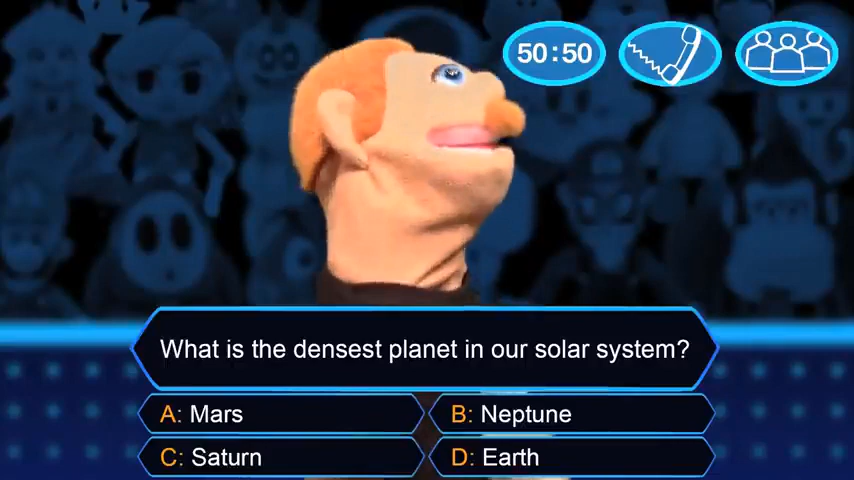 50:50
What is the densest planet in our solar system?
A: Mars
B: Neptune
C: Saturn
D: Earth